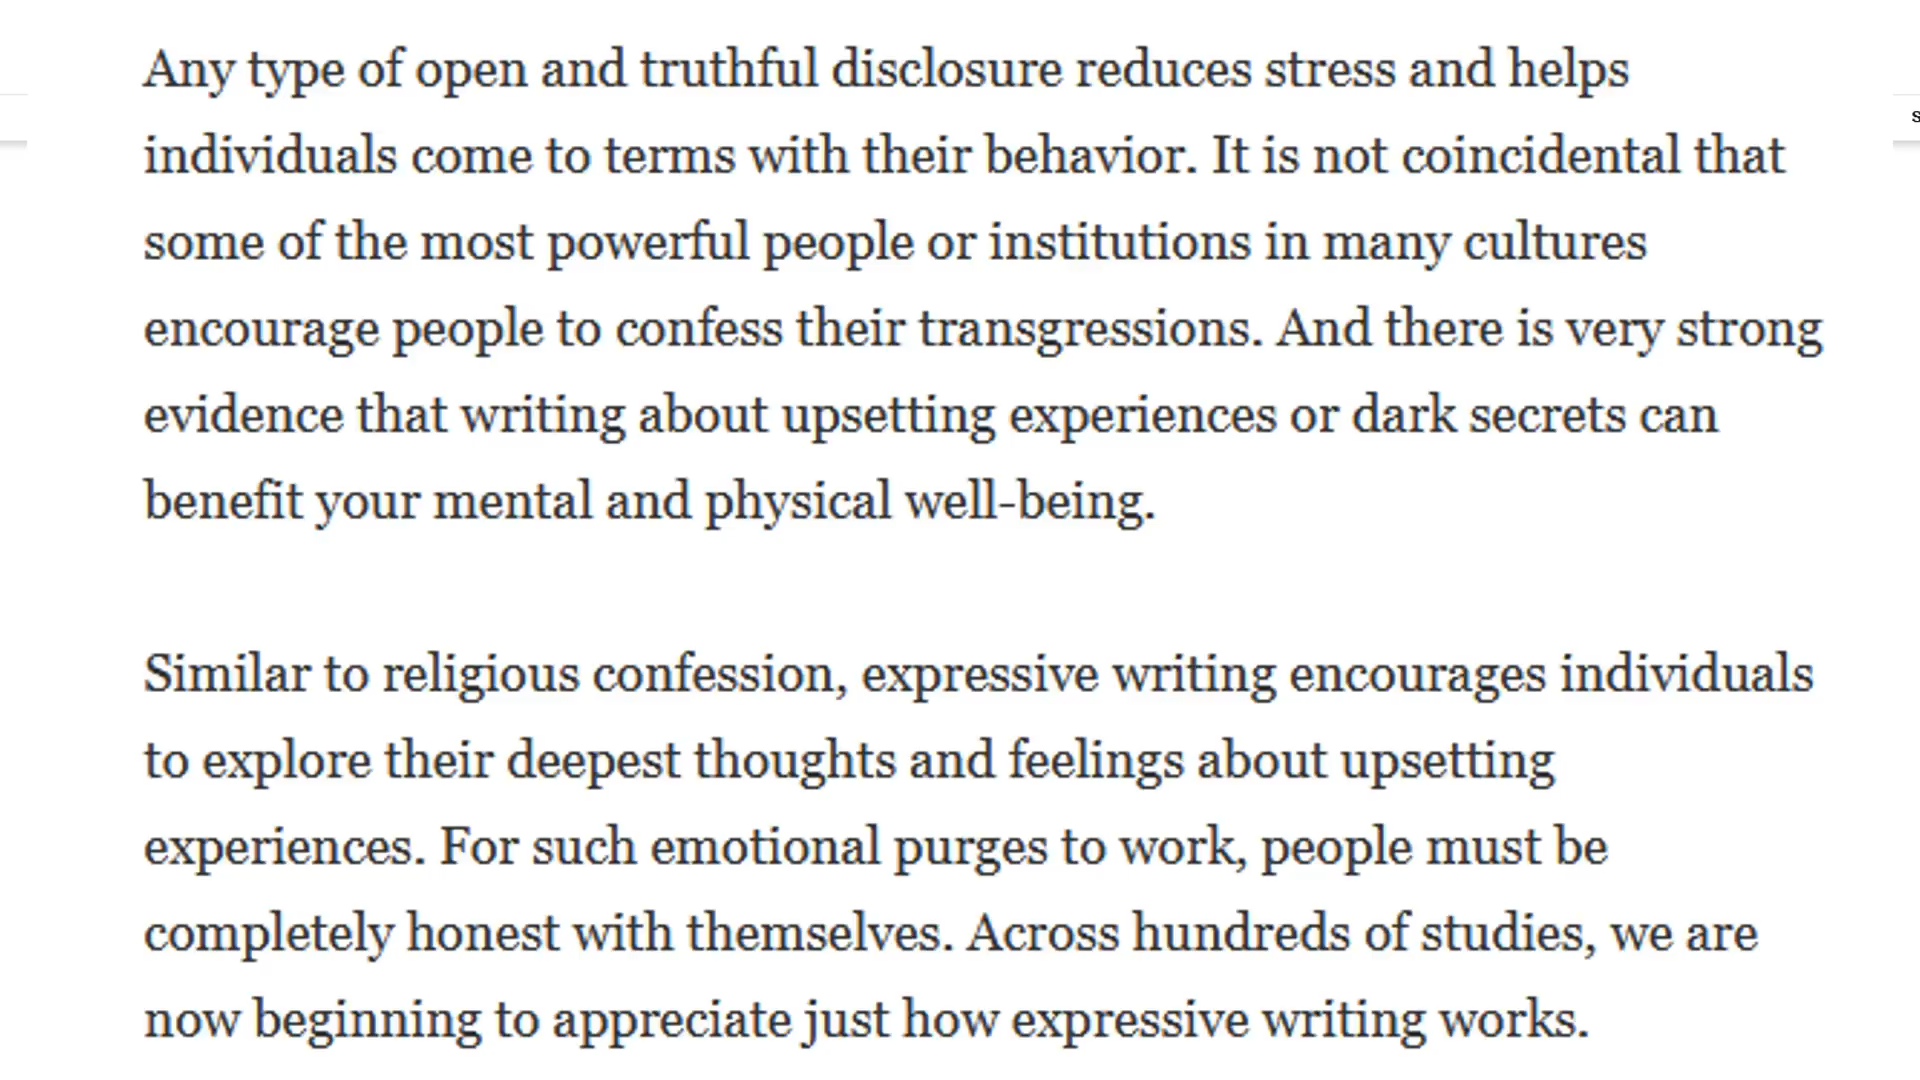 Any type of open and truthful disclosure reduces stress and helps
individuals come to terms with their behavior. It is not coincidental that
some of the most powerful people or institutions in many cultures
encourage people to confess their transgressions. And there is very strong
evidence that writing about upsetting experiences or dark secrets can
benefit your mental and physical well-being.
Similar to religious confession, expressive writing encourages individuals
to explore their deepest thoughts and feelings about upsetting
experiences. For such emotional purges to work, people must be
completely honest with themselves. Across hundreds of studies, we are
now beginning to appreciate just how expressive writing works.